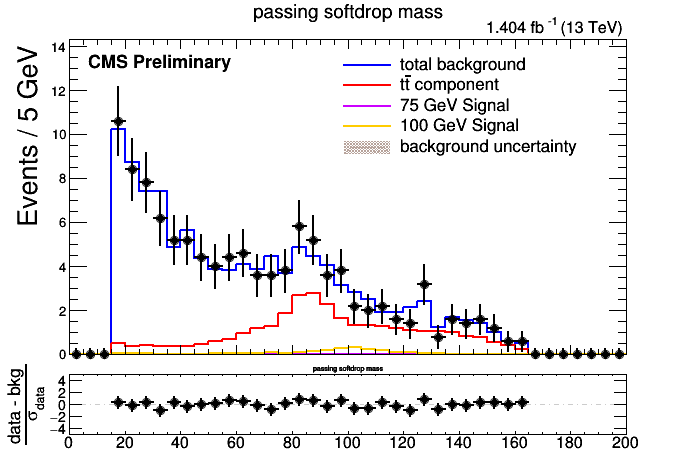 passing softdrop mass
1.404 fb⁻¹ (13 TeV)
CMS Preliminary
Events / 5 GeV
14
12
10
8
6
4
2
0
total background
tt̄ component
75 GeV Signal
100 GeV Signal
background uncertainty
passing softdrop mass
data - bkg
σ data
4
2
0
−2
−4
0 20 40 60 80 100 120 140 160 180 200